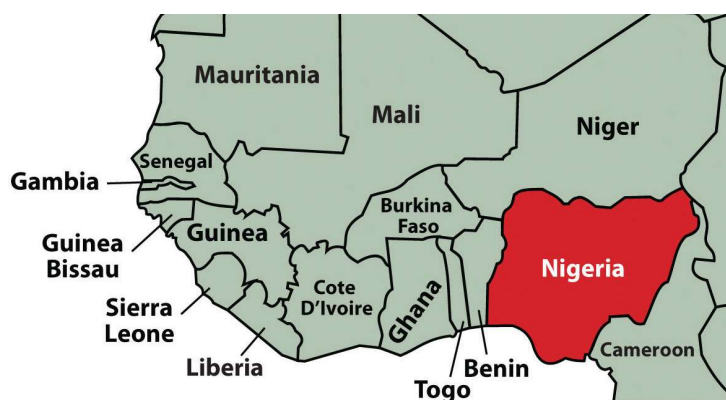 Mauritania
Mali
Niger
Senegal
Gambia
Burkina
Faso
Guinea
Bissau
Guinea
Nigeria
Cote
D'Ivoire
Ghana
Sierra
Leone
Liberia
Cameroon
Benin
Togo